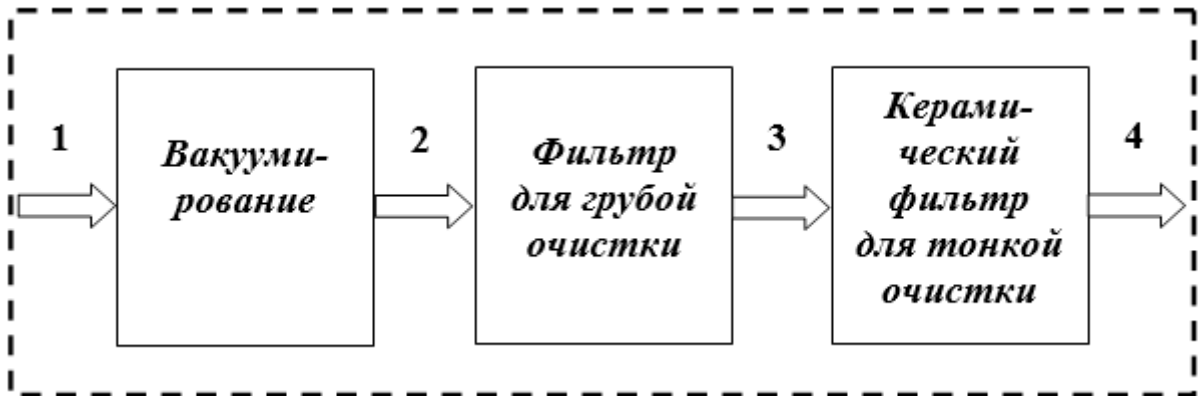 1
Вакууми-
рование
2
Фильтр
для грубой
очистки
3
Керами-
ческий
фильтр
для тонкой
очистки
4